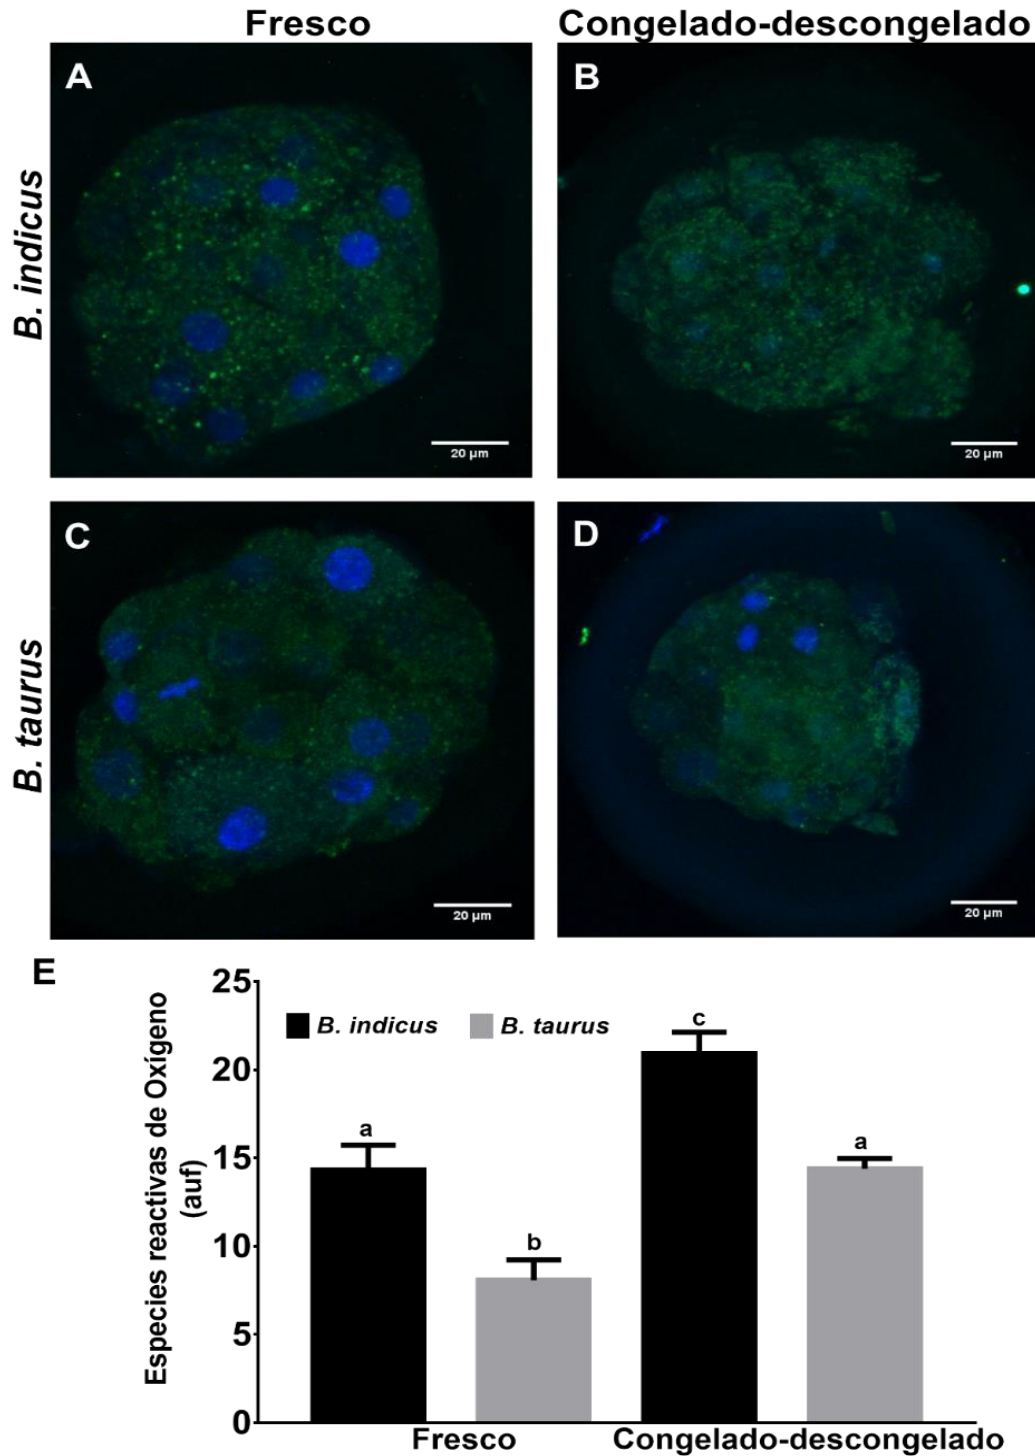 Fresco
Congelado-descongelado
B. indicus
A
20 µm
B
20 µm
B. taurus
C
20 µm
D
20 µm
E
Especies reactivas de Oxígeno
(auf)
25
20
15
10
5
0
B. indicus
B. taurus
a
b
c
a
Fresco
Congelado-descongelado